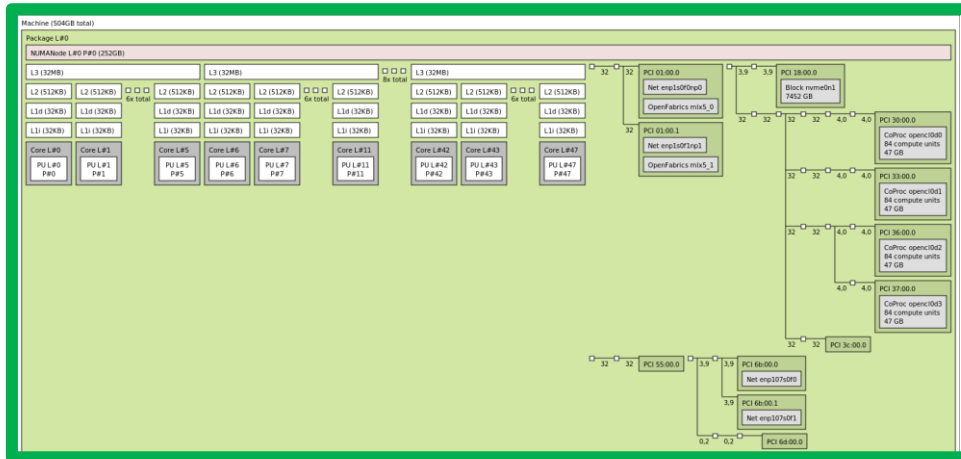 Machine (504GB total)
Package L#0
NUMANode L#0 P#0 (252GB)
L3 (32MB)
L3 (32MB)
8x total
L3 (32MB)
L2 (512KB)
L2 (512KB)
6x total
L2 (512KB)
L2 (512KB)
L2 (512KB)
6x total
L2 (512KB)
L2 (512KB)
L2 (512KB)
6x total
L2 (512KB)
L1d (32KB)
L1d (32KB)
L1d (32KB)
L1d (32KB)
L1d (32KB)
L1d (32KB)
L1d (32KB)
L1d (32KB)
L1d (32KB)
L1i (32KB)
L1i (32KB)
L1i (32KB)
L1i (32KB)
L1i (32KB)
L1i (32KB)
L1i (32KB)
L1i (32KB)
L1i (32KB)
Core L#0
PU L#0
P#0
Core L#1
PU L#1
P#1
Core L#5
PU L#5
P#5
Core L#6
PU L#6
P#6
Core L#7
PU L#7
P#7
Core L#11
PU L#11
P#11
Core L#42
PU L#42
P#42
Core L#43
PU L#43
P#43
Core L#47
PU L#47
P#47
32
32
PCI 01:00.0
Net enp1s0f0np0
OpenFabrics mlx5_0
32
PCI 01:00.1
Net enp1s0f1np1
OpenFabrics mlx5_1
3,9
3,9
PCI 18:00.0
Block nvme0n1
7452 GB
32
32
32
32
4,0
4,0
PCI 30:00.0
CoProc opencl0d0
84 compute units
47 GB
32
32
4,0
4,0
PCI 33:00.0
CoProc opencl0d1
84 compute units
47 GB
32
32
4,0
4,0
PCI 36:00.0
CoProc opencl0d2
84 compute units
47 GB
4,0
4,0
PCI 37:00.0
CoProc opencl0d3
84 compute units
47 GB
32
32
PCI 3c:00.0
32
32
PCI 55:00.0
3,9
3,9
PCI 6b:00.0
Net enp107s0f0
3,9
PCI 6b:00.1
Net enp107s0f1
0,2
0,2
PCI 6d:00.0